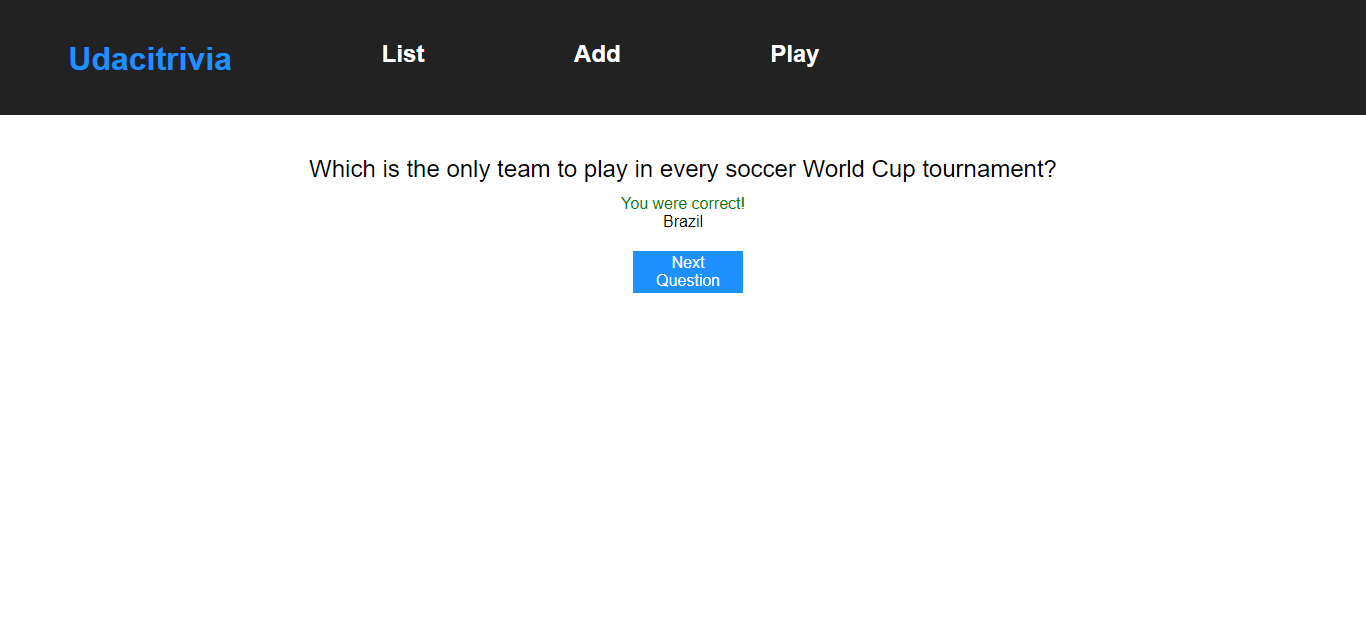 Udacitrivia
List
Add
Play
Which is the only team to play in every soccer World Cup tournament?
You were correct!
Brazil
Next
Question